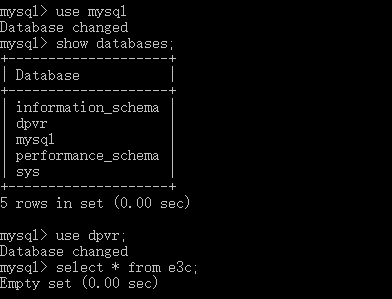 mysql> use mysql
Database changed
mysql> show databases;
+--------------------+
| Database           |
+--------------------+
| information_schema |
| dpvr               |
| mysql              |
| performance_schema |
| sys                |
+--------------------+
5 rows in set (0.00 sec)
mysql> use dpvr;
Database changed
mysql> select * from e3c;
Empty set (0.00 sec)